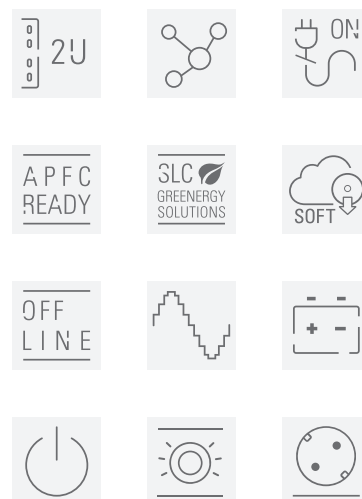 2U
ON
APFC
READY
SLC
GREENERGY
SOLUTIONS
SOFT
OFF
LINE